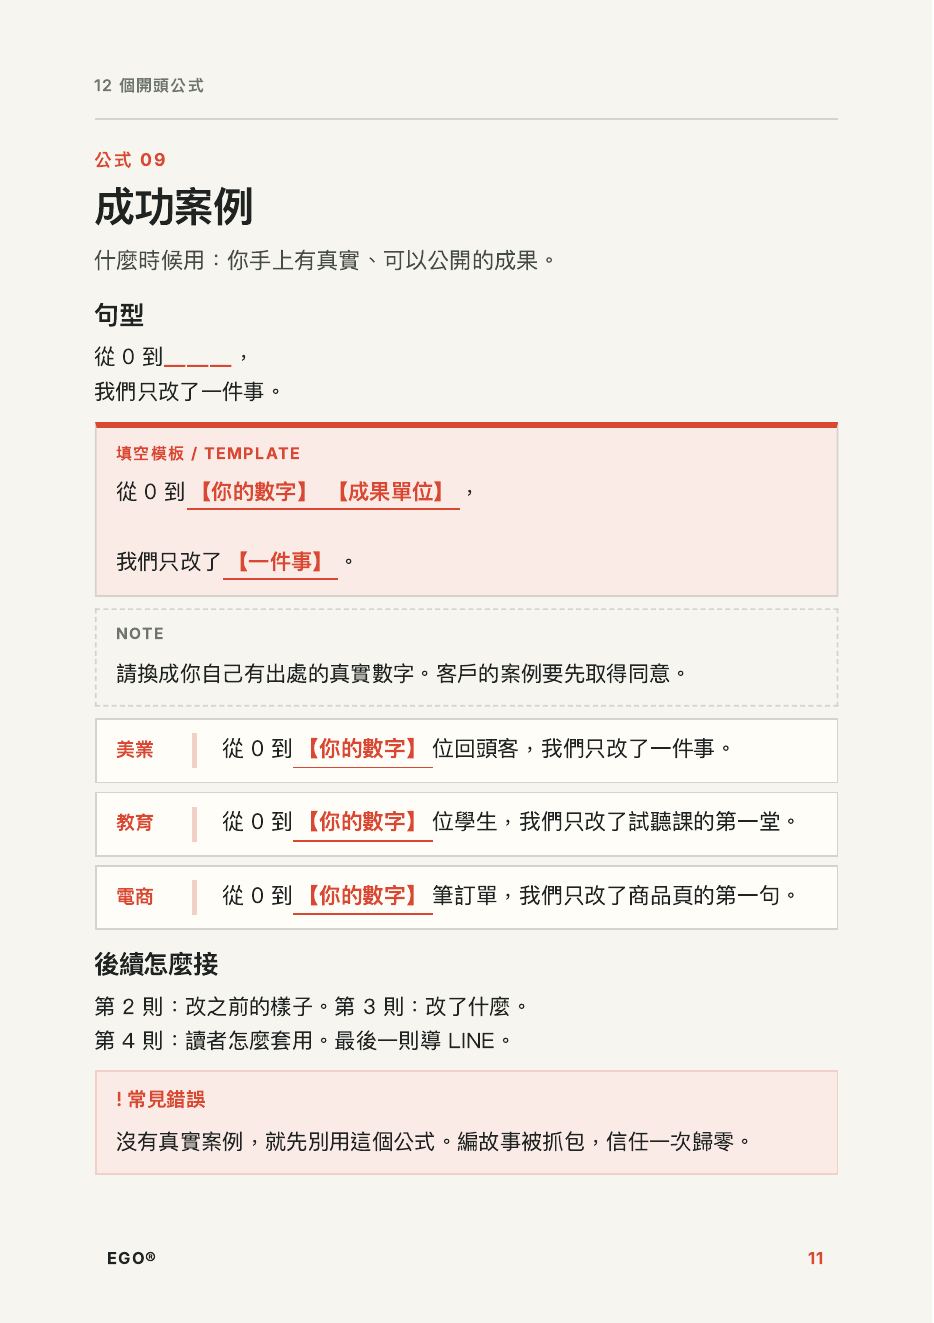 12 個開頭公式
公式 09
成功案例
什麼時候用：你手上有真實、可以公開的成果。
句型
從 0 到＿＿＿，
我們只改了一件事。
填空模板 / TEMPLATE
從 0 到【你的數字】【成果單位】，
我們只改了【一件事】。
NOTE
請換成你自己有出處的真實數字。客戶的案例要先取得同意。
美業 從 0 到【你的數字】位回頭客，我們只改了一件事。
教育 從 0 到【你的數字】位學生，我們只改了試聽課的第一堂。
電商 從 0 到【你的數字】筆訂單，我們只改了商品頁的第一句。
後續怎麼接
第 2 則：改之前的樣子。第 3 則：改了什麼。
第 4 則：讀者怎麼套用。最後一則導 LINE。
! 常見錯誤
沒有真實案例，就先別用這個公式。編故事被抓包，信任一次歸零。
EGO®
11